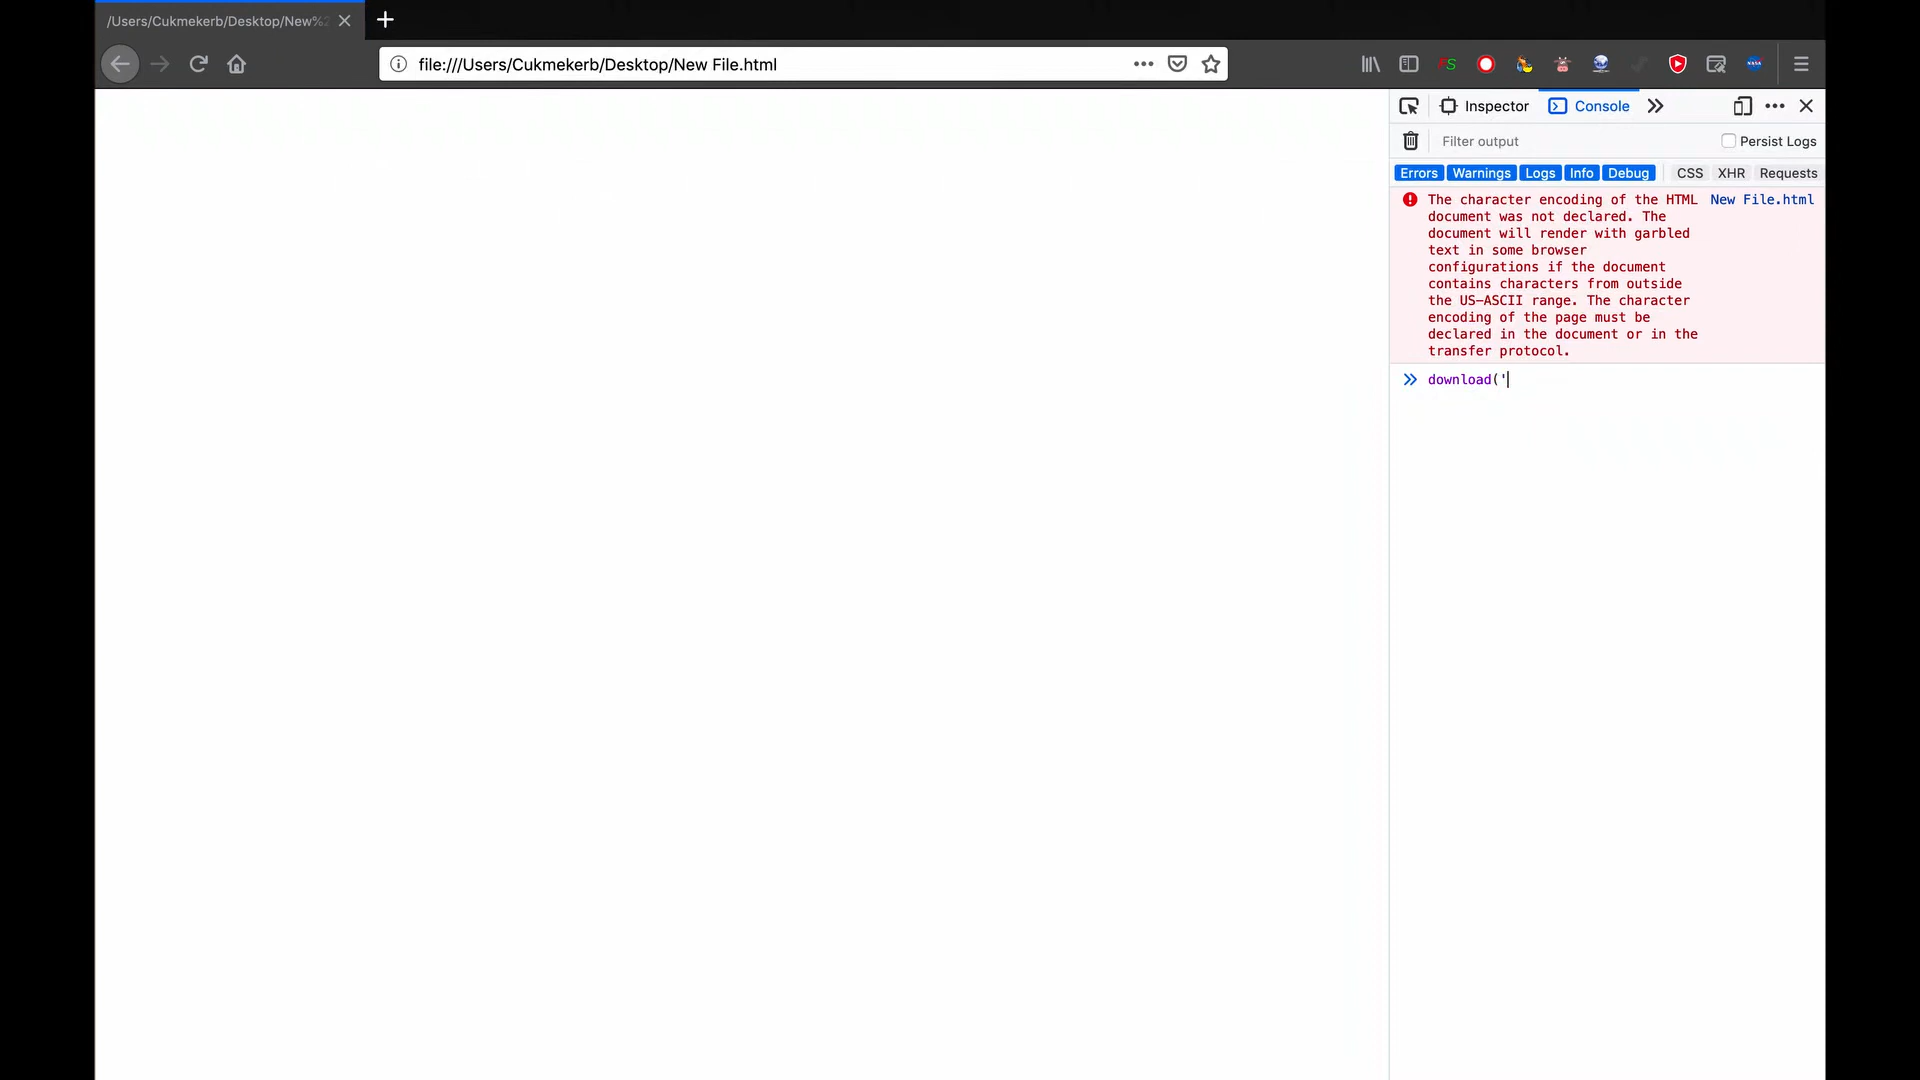 /Users/Cukmekerb/Desktop/New%2
file:///Users/Cukmekerb/Desktop/New File.html
FS
NASA
Inspector
Console
Filter output
Persist Logs
Errors
Warnings
Logs
Info
Debug
CSS
XHR
Requests
The character encoding of the HTML
New File.html
document was not declared. The
document will render with garbled
text in some browser
configurations if the document
contains characters from outside
the US-ASCII range. The character
encoding of the page must be
declared in the document or in the
transfer protocol.
download('